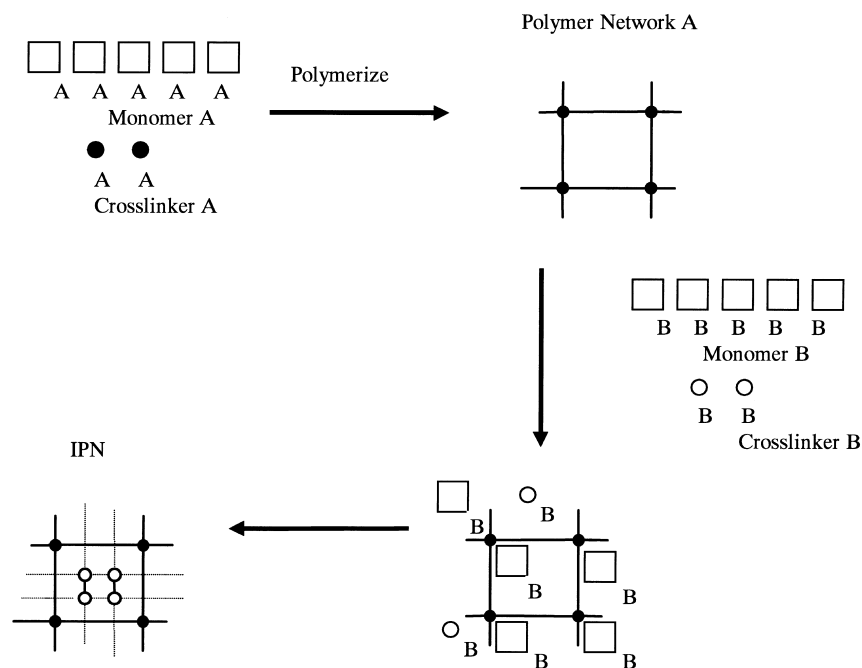 Polymer Network A
A A A A A
Monomer A
Polymerize
A A
Crosslinker A
B B B B B
Monomer B
B B
Crosslinker B
IPN
B
B
B
B
B
B
B